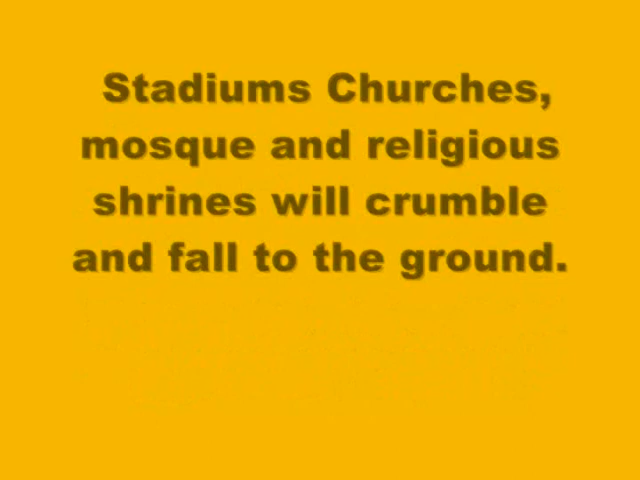 Stadiums Churches,
mosque and religious
shrines will crumble
and fall to the ground.